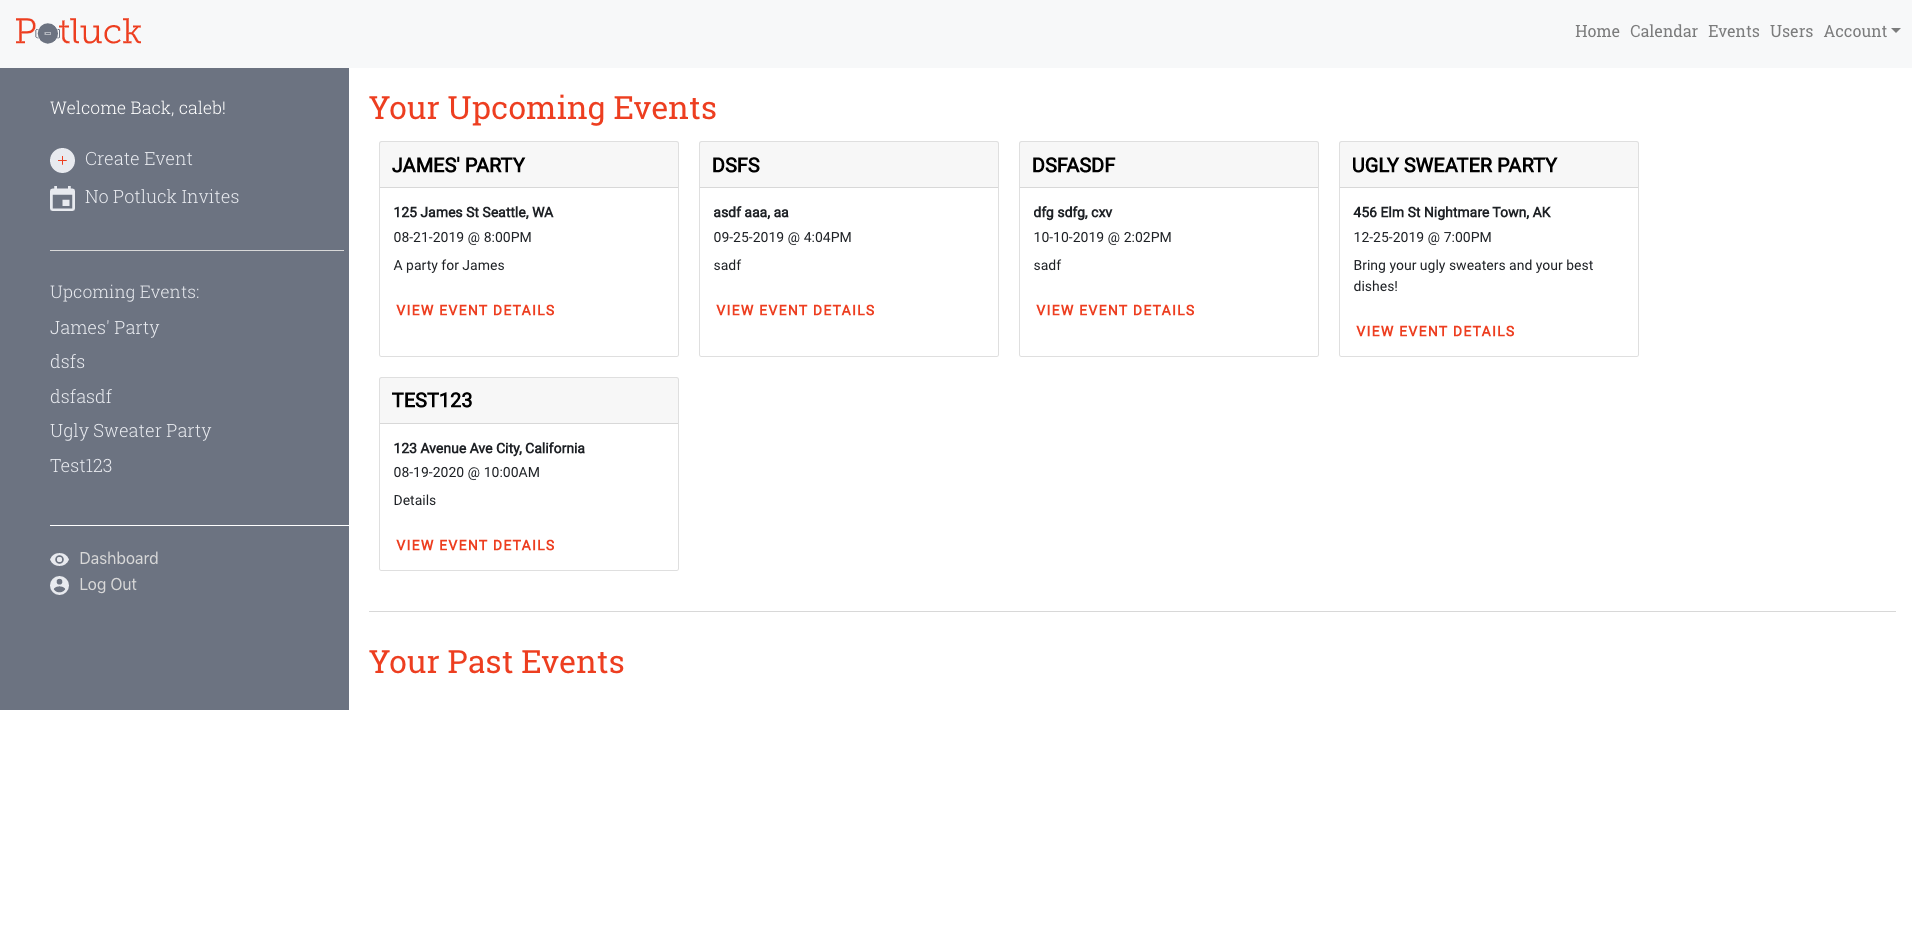 Potluck
Home Calendar Events Users Account
Welcome Back, caleb!
Create Event
No Potluck Invites
Upcoming Events:
James' Party
dsfs
dsfasdf
Ugly Sweater Party
Test123
Dashboard
Log Out
Your Upcoming Events
JAMES' PARTY
125 James St Seattle, WA
08-21-2019 @ 8:00PM
A party for James
VIEW EVENT DETAILS
DSFS
asdf aaa, aa
09-25-2019 @ 4:04PM
sadf
VIEW EVENT DETAILS
DSFASDF
dfg sdfg, cxv
10-10-2019 @ 2:02PM
sadf
VIEW EVENT DETAILS
UGLY SWEATER PARTY
456 Elm St Nightmare Town, AK
12-25-2019 @ 7:00PM
Bring your ugly sweaters and your best
dishes!
VIEW EVENT DETAILS
TEST123
123 Avenue Ave City, California
08-19-2020 @ 10:00AM
Details
VIEW EVENT DETAILS
Your Past Events